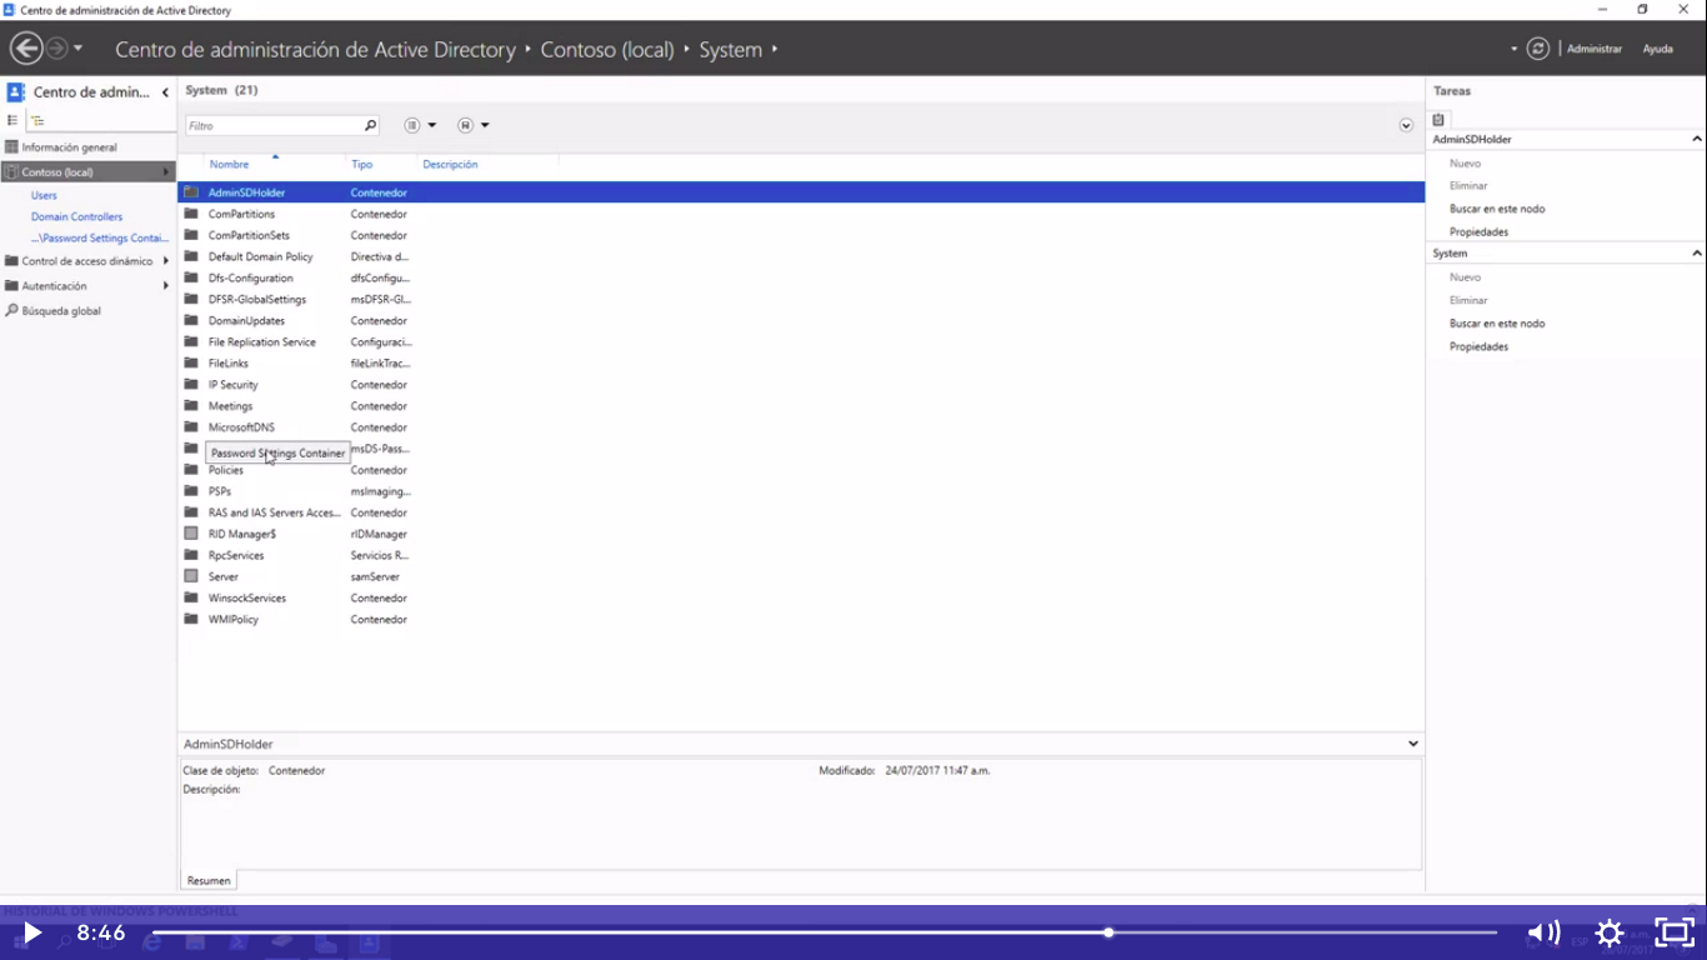 Centro de administración de Active Directory
Centro de administración de Active Directory Contoso (local) System Administrar Ayuda
Centro de admin...
Información general
Contoso (local)
Users
Domain Controllers
...\Password Settings Contai...
Control de acceso dinámico
Autenticación
Búsqueda global
System (21)
Filtro
Nombre Tipo Descripción
AdminSDHolder Contenedor
ComPartitions Contenedor
ComPartitionSets Contenedor
Default Domain Policy Directiva d...
Dfs-Configuration dfsConfigu...
DFSR-GlobalSettings msDFSR-Gl...
DomainUpdates Contenedor
File Replication Service Configuraci...
FileLinks fileLinkTrac...
IP Security Contenedor
Meetings Contenedor
MicrosoftDNS Contenedor
Password Settings Container msDS-Pass...
Policies Contenedor
PSPs msImaging...
RAS and IAS Servers Acces... Contenedor
RID Manager$ rIDManager
RpcServices Servicios R...
Server samServer
WinsockServices Contenedor
WMIPolicy Contenedor
AdminSDHolder
Clase de objeto: Contenedor Modificado: 24/07/2017 11:47 a.m.
Descripción:
Resumen
Tareas
AdminSDHolder
Nuevo
Eliminar
Buscar en este nodo
Propiedades
System
Nuevo
Eliminar
Buscar en este nodo
Propiedades
HISTORIAL DE WINDOWS POWERSHELL
8:46
ESP